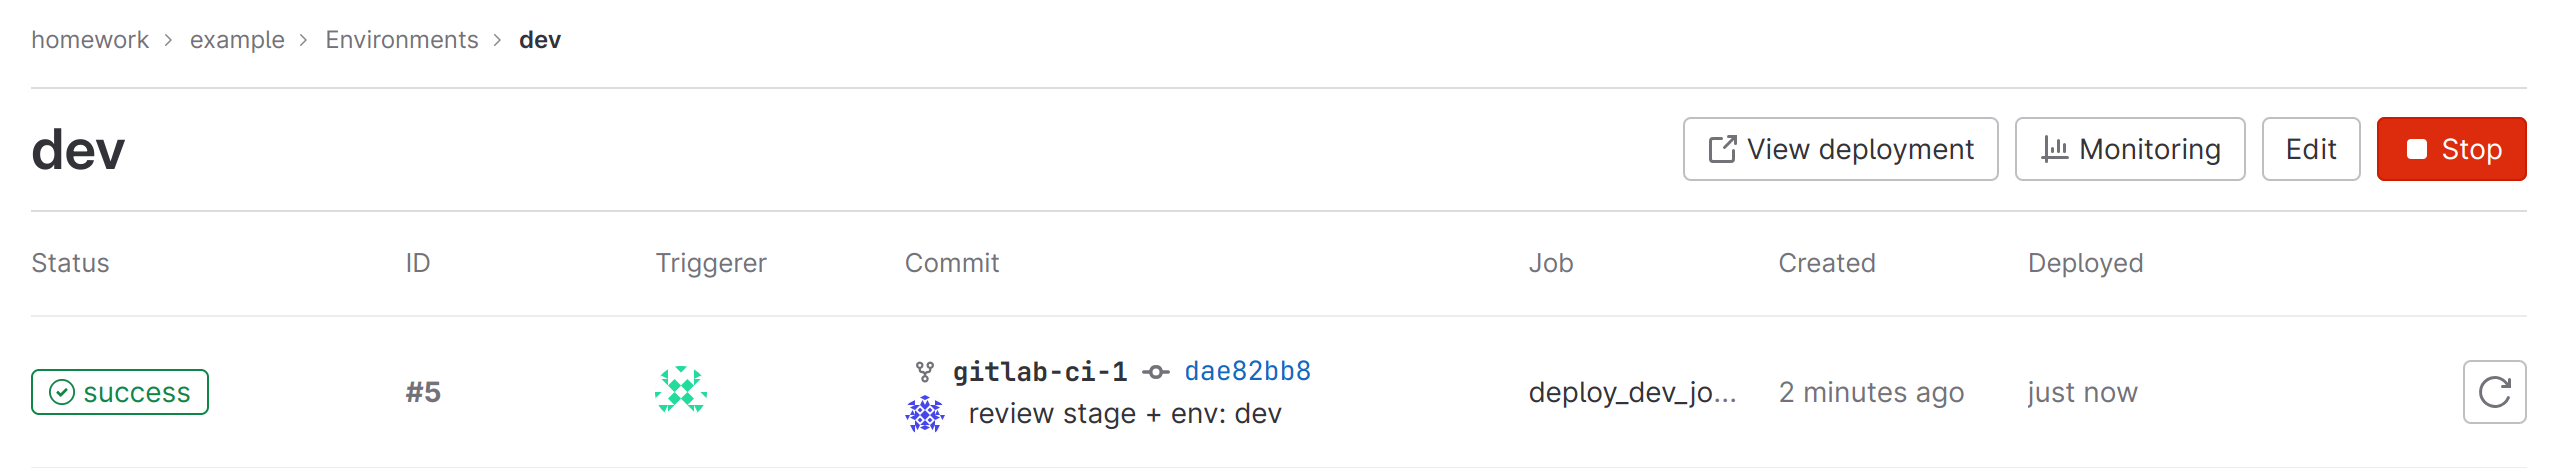 homework > example > Environments > dev
dev
View deployment Monitoring Edit Stop
Status ID Triggerer Commit Job Created Deployed
gitlab-ci-1 dae82bb8
success #5 deploy_dev_jo... 2 minutes ago just now
review stage + env: dev